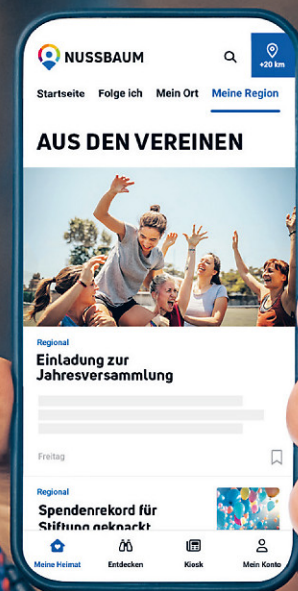 NUSSBAUM
+20 km
Startseite Folge ich Mein Ort Meine Region
AUS DEN VEREINEN
Regional
Einladung zur
Jahresversammlung
Freitag
Regional
Spendenrekord für
Stiftung geknackt
Meine Heimat Entdecken Kiosk Mein Konto